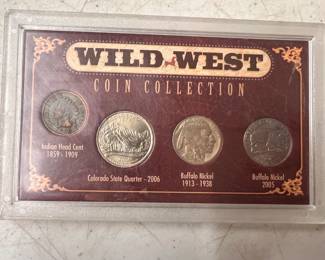 WILD WEST
COIN COLLECTION
Indian Head Cent
1859 - 1909
Colorado State Quarter - 2006
Buffalo Nickel
1913 - 1938
Buffalo Nickel
2005